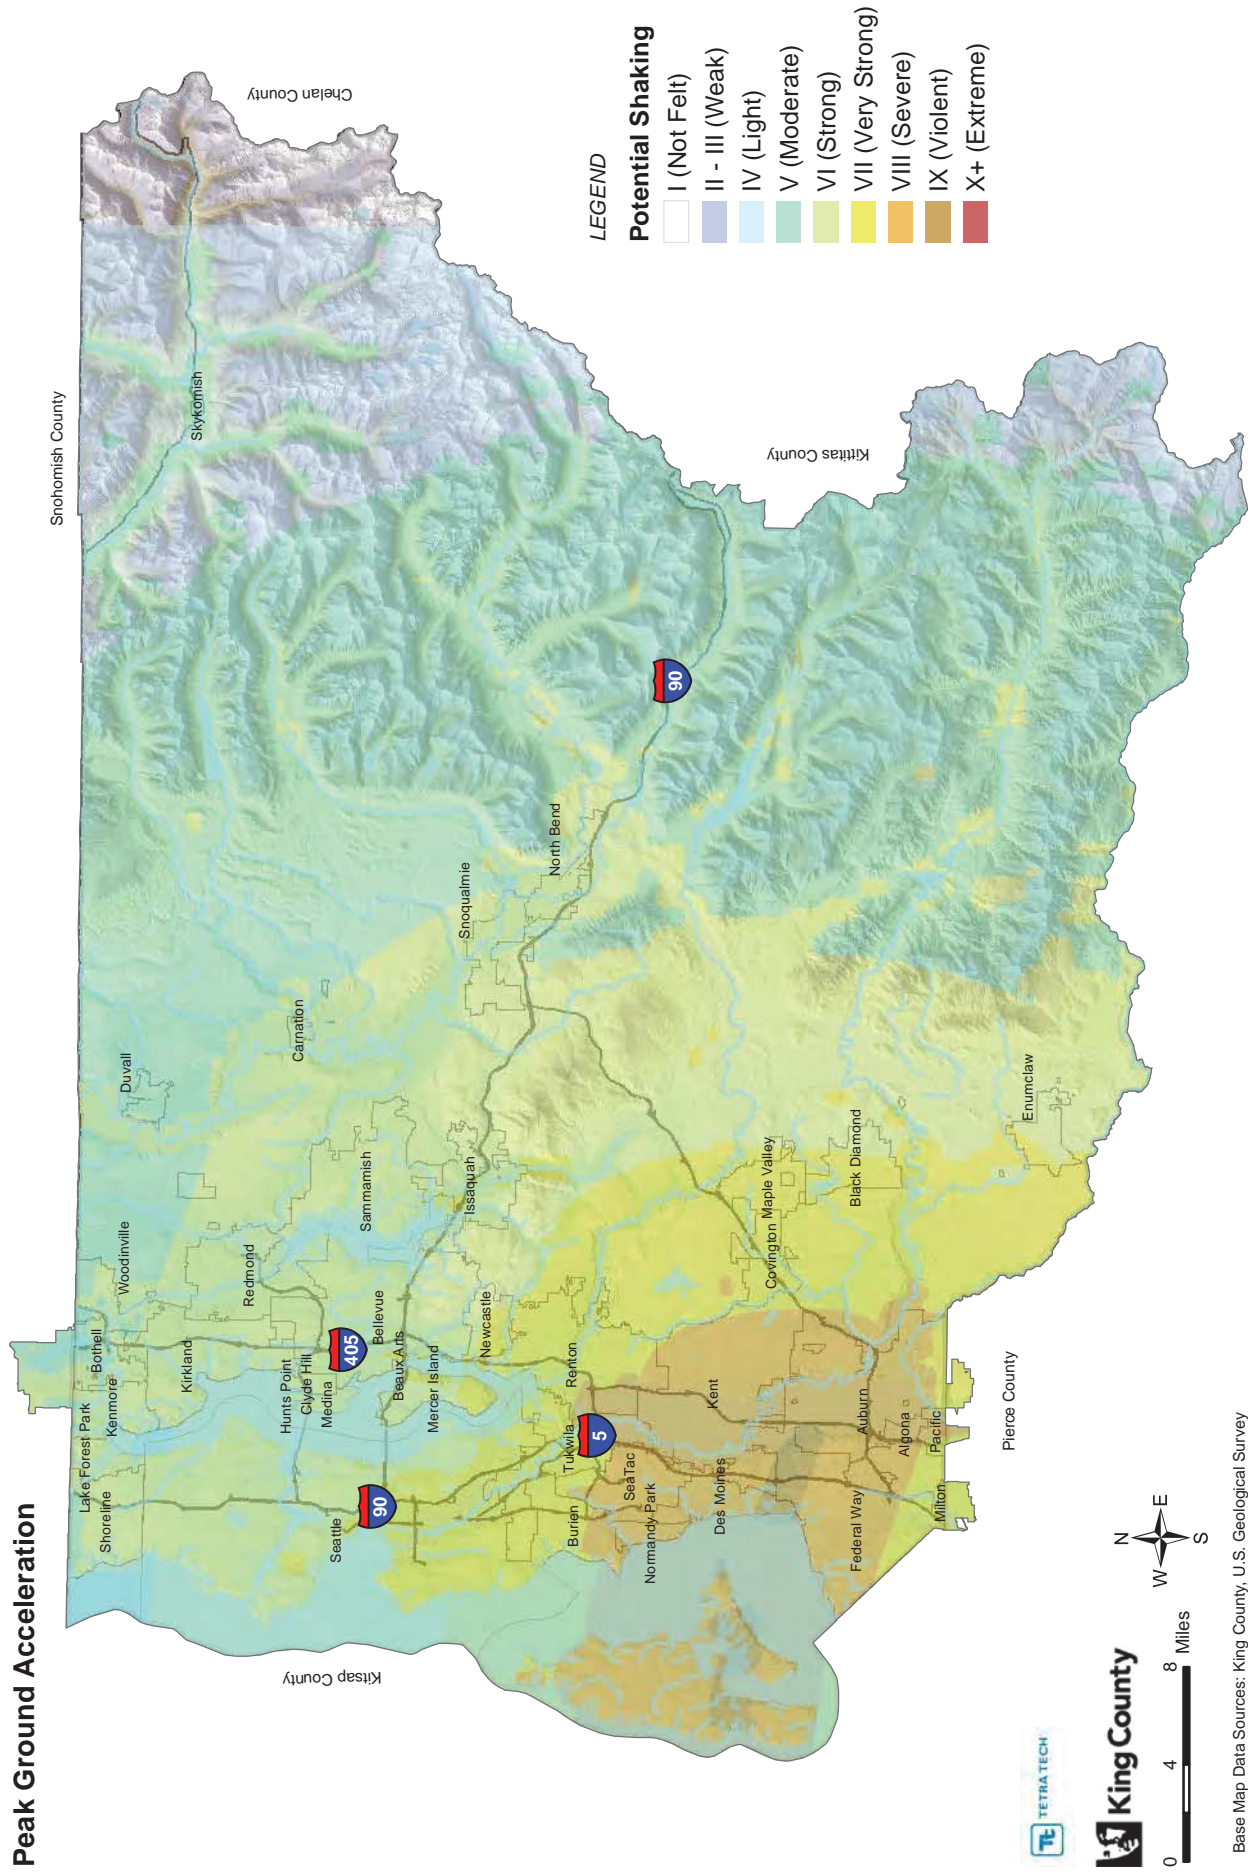 Peak Ground Acceleration
Snohomish County
Chelan County
Kittitas County
Pierce County
Kitsap County
Skykomish
Duvall
Carnation
Snoqualmie
North Bend
90
Woodinville
Bothell
Kenmore
Lake Forest Park
Shoreline
Kirkland
Redmond
Sammamish
Issaquah
Hunts Point
Clyde Hill
Medina
405
Bellevue
Beaux Arts
Mercer Island
Newcastle
Seattle
90
Renton
Tukwila
5
Burien
SeaTac
Normandy Park
Kent
Des Moines
Covington
Maple Valley
Black Diamond
Enumclaw
Auburn
Algona
Pacific
Federal Way
Milton
LEGEND
Potential Shaking
I (Not Felt)
II - III (Weak)
IV (Light)
V (Moderate)
VI (Strong)
VII (Very Strong)
VIII (Severe)
IX (Violent)
X+ (Extreme)
N
W
E
S
Tt TETRA TECH
King County
0 4 8
Miles
Base Map Data Sources: King County, U.S. Geological Survey